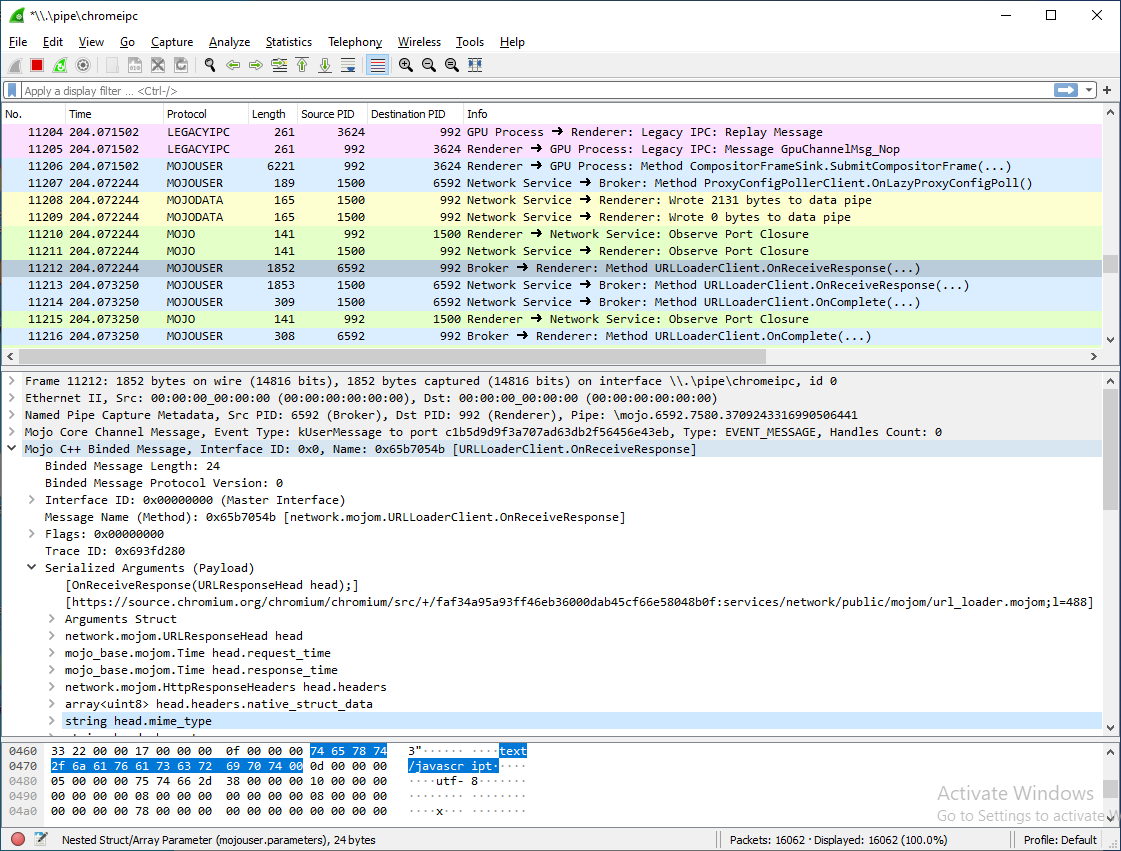 *\\.\pipe\chromeipc
File Edit View Go Capture Analyze Statistics Telephony Wireless Tools Help
Apply a display filter ... <Ctrl-/>
No. Time Protocol Length Source PID Destination PID Info
11204 204.071502 LEGACYIPC 261 3624 992 GPU Process → Renderer: Legacy IPC: Replay Message
11205 204.071502 LEGACYIPC 261 992 3624 Renderer → GPU Process: Legacy IPC: Message GpuChannelMsg_Nop
11206 204.071502 MOJOUSER 6221 992 3624 Renderer → GPU Process: Method CompositorFrameSink.SubmitCompositorFrame(...)
11207 204.072244 MOJOUSER 189 1500 6592 Network Service → Broker: Method ProxyConfigPollerClient.OnLazyProxyConfigPoll()
11208 204.072244 MOJODATA 165 1500 992 Network Service → Renderer: Wrote 2131 bytes to data pipe
11209 204.072244 MOJODATA 165 1500 992 Network Service → Renderer: Wrote 0 bytes to data pipe
11210 204.072244 MOJO 141 992 1500 Renderer → Network Service: Observe Port Closure
11211 204.072244 MOJO 141 1500 992 Network Service → Renderer: Observe Port Closure
11212 204.072244 MOJOUSER 1852 6592 992 Broker → Renderer: Method URLLoaderClient.OnReceiveResponse(...)
11213 204.073250 MOJOUSER 1853 1500 6592 Network Service → Broker: Method URLLoaderClient.OnReceiveResponse(...)
11214 204.073250 MOJOUSER 309 1500 6592 Network Service → Broker: Method URLLoaderClient.OnComplete(...)
11215 204.073250 MOJO 141 992 1500 Renderer → Network Service: Observe Port Closure
11216 204.073250 MOJOUSER 308 6592 992 Broker → Renderer: Method URLLoaderClient.OnComplete(...)
Frame 11212: 1852 bytes on wire (14816 bits), 1852 bytes captured (14816 bits) on interface \\.\pipe\chromeipc, id 0
Ethernet II, Src: 00:00:00_00:00:00 (00:00:00:00:00:00), Dst: 00:00:00_00:00:00 (00:00:00:00:00:00)
Named Pipe Capture Metadata, Src PID: 6592 (Broker), Dst PID: 992 (Renderer), Pipe: \mojo.6592.7580.3709243316990506441
Mojo Core Channel Message, Event Type: kUserMessage to port c1b5d9d9f3a707ad63db2f56456e43eb, Type: EVENT_MESSAGE, Handles Count: 0
Mojo C++ Binded Message, Interface ID: 0x0, Name: 0x65b7054b [URLLoaderClient.OnReceiveResponse]
Binded Message Length: 24
Binded Message Protocol Version: 0
Interface ID: 0x00000000 (Master Interface)
Message Name (Method): 0x65b7054b [network.mojom.URLLoaderClient.OnReceiveResponse]
Flags: 0x00000000
Trace ID: 0x693fd280
Serialized Arguments (Payload)
[OnReceiveResponse(URLResponseHead head);]
[https://source.chromium.org/chromium/chromium/src/+/faf34a95a93ff46eb36000dab45cf66e58048b0f:services/network/public/mojom/url_loader.mojom;l=488]
Arguments Struct
network.mojom.URLResponseHead head
mojo_base.mojom.Time head.request_time
mojo_base.mojom.Time head.response_time
network.mojom.HttpResponseHeaders head.headers
array<uint8> head.headers.native_struct_data
string head.mime_type
0460 33 22 00 00 17 00 00 00 0f 00 00 00 74 65 78 74 3"······ ····text
0470 2f 6a 61 76 61 73 63 72 69 70 74 00 0d 00 00 00 /javascr ipt·····
0480 05 00 00 00 75 74 66 2d 38 00 00 00 10 00 00 00 ····utf- 8·······
0490 00 00 00 00 08 00 00 00 00 00 00 00 08 00 00 00 ········ ········
04a0 00 00 00 00 78 00 00 00 00 00 00 00 00 00 00 00 ····x··· ········
Activate Windows
Go to Settings to activate W
Nested Struct/Array Parameter (mojouser.parameters), 24 bytes Packets: 16062 · Displayed: 16062 (100.0%) Profile: Default